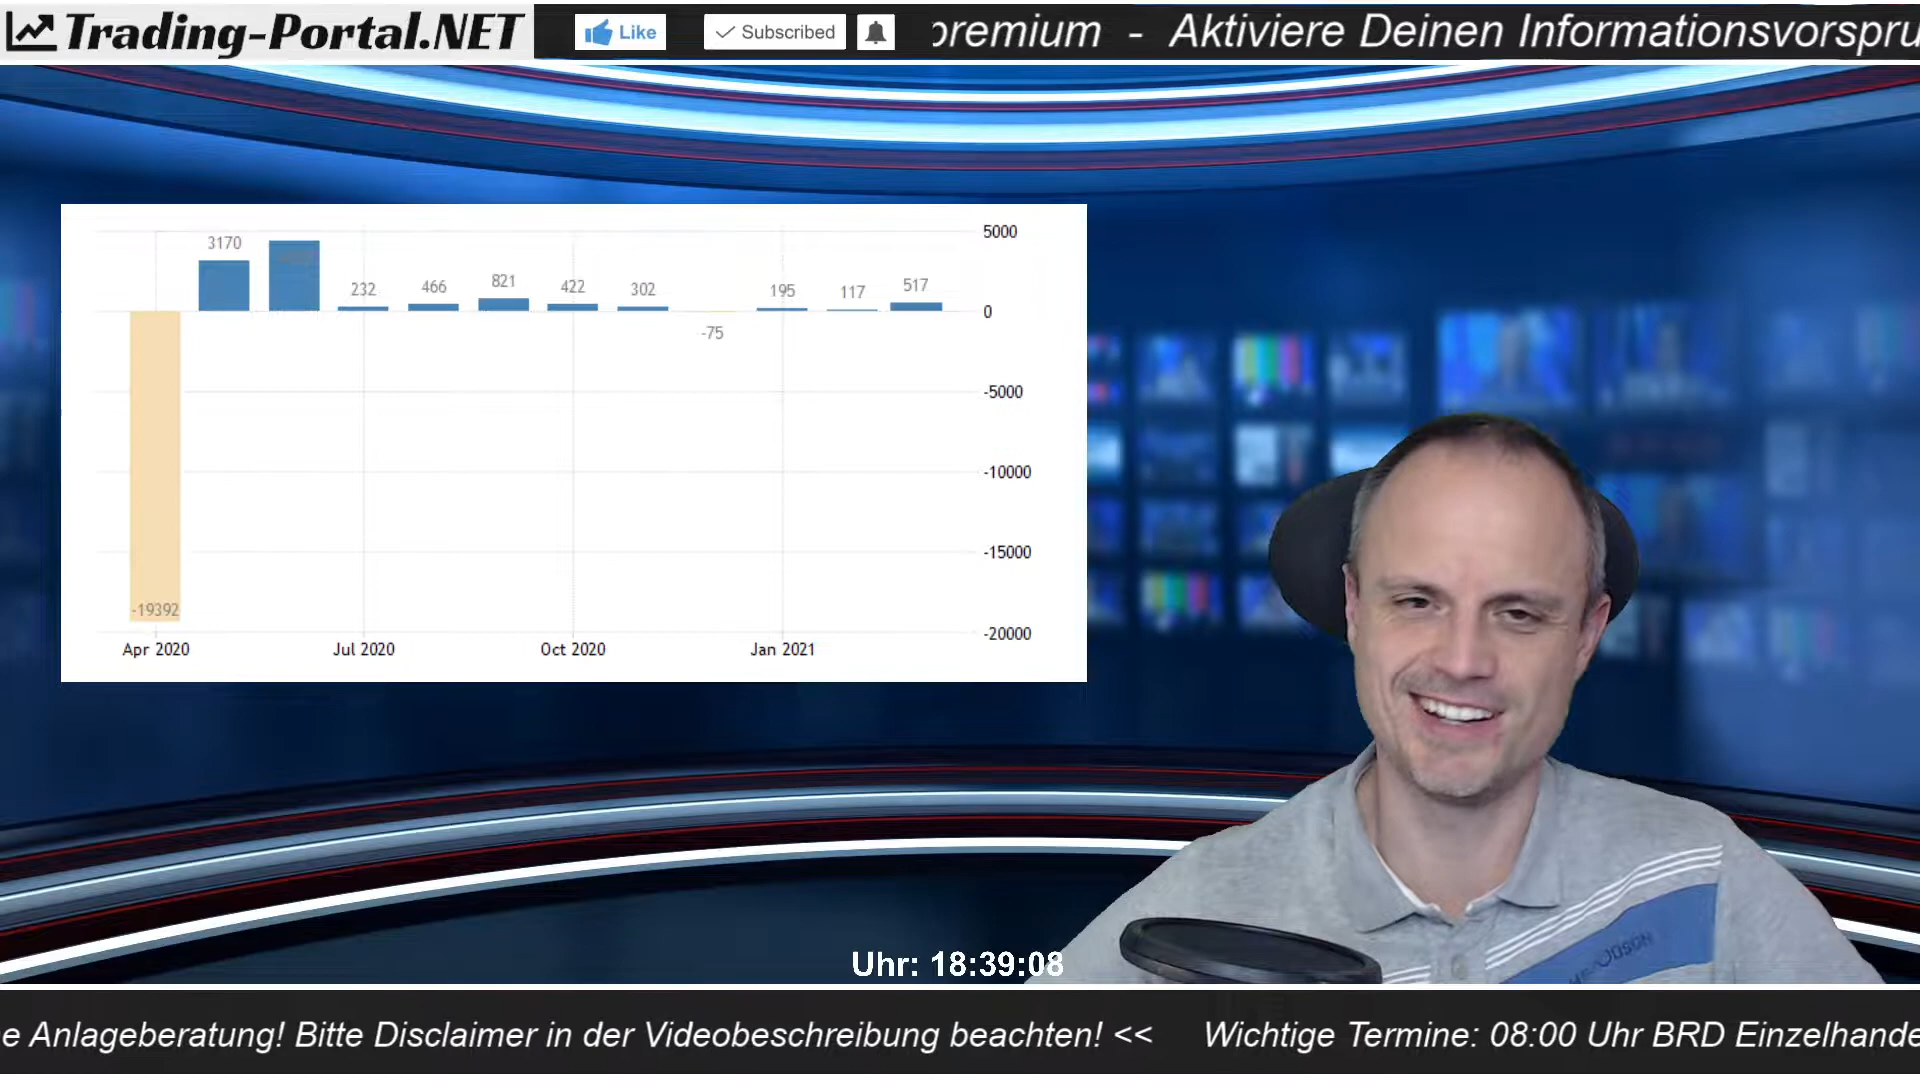 Trading-Portal.NET
Like
Subscribed
premium - Aktiviere Deinen Informationsvorspru
3170
232
466
821
422
302
-75
195
117
517
-19392
5000
0
-5000
-10000
-15000
-20000
Apr 2020
Jul 2020
Oct 2020
Jan 2021
Uhr: 18:39:08
e Anlageberatung! Bitte Disclaimer in der Videobeschreibung beachten! << Wichtige Termine: 08:00 Uhr BRD Einzelhande